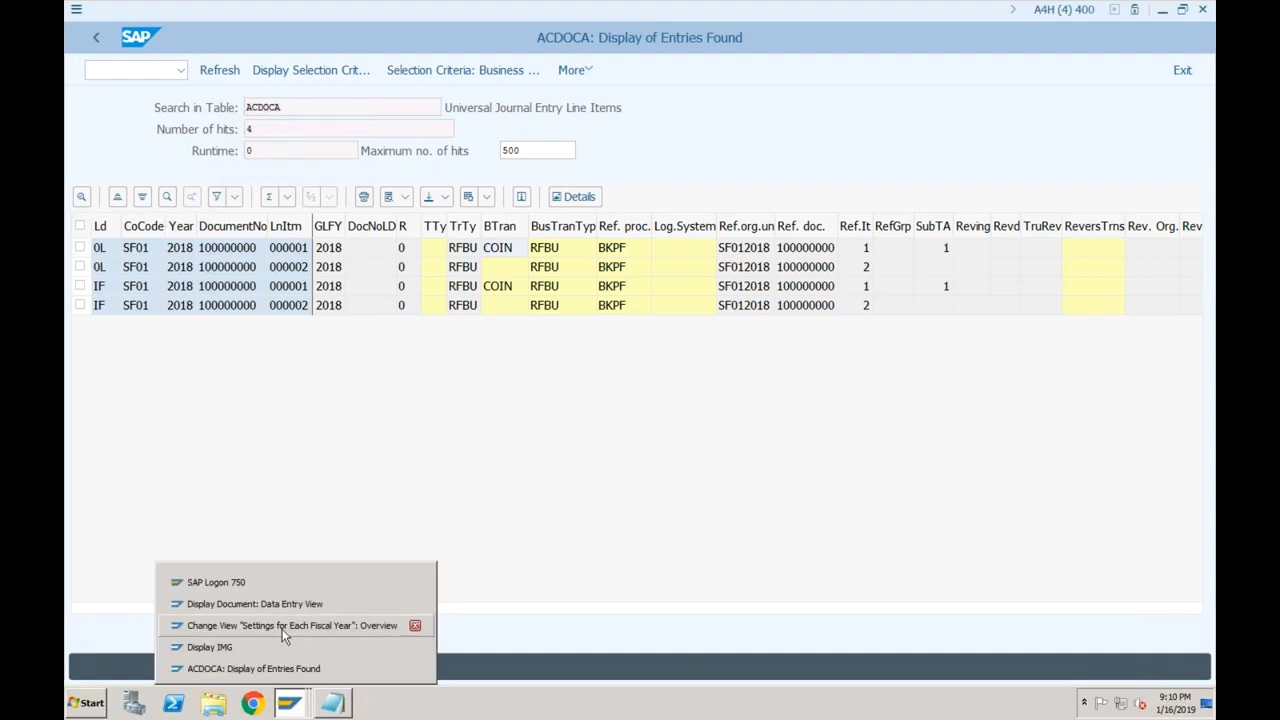 A4H (4) 400
SAP
ACDOCA: Display of Entries Found
Refresh Display Selection Crit... Selection Criteria: Business ... More Exit
Search in Table: ACDOCA Universal Journal Entry Line Items
Number of hits: 4
Runtime: 0 Maximum no. of hits 500
Σ ½ Details
Ld CoCode Year DocumentNo LnItm GLFY DocNoLD R TTy TrTy BTran BusTranTyp Ref. proc. Log.System Ref.org.un Ref. doc. Ref.It RefGrp SubTA Reving Revd TruRev ReversTrns Rev. Org. Rev
0L SF01 2018 100000000 000001 2018 0 RFBU COIN RFBU BKPF SF012018 100000000 1 1
0L SF01 2018 100000000 000002 2018 0 RFBU RFBU BKPF SF012018 100000000 2
IF SF01 2018 100000000 000001 2018 0 RFBU COIN RFBU BKPF SF012018 100000000 1 1
IF SF01 2018 100000000 000002 2018 0 RFBU RFBU BKPF SF012018 100000000 2
SAP Logon 750
Display Document: Data Entry View
Change View "Settings for Each Fiscal Year": Overview
Display IMG
ACDOCA: Display of Entries Found
Start
9:10 PM
1/16/2019